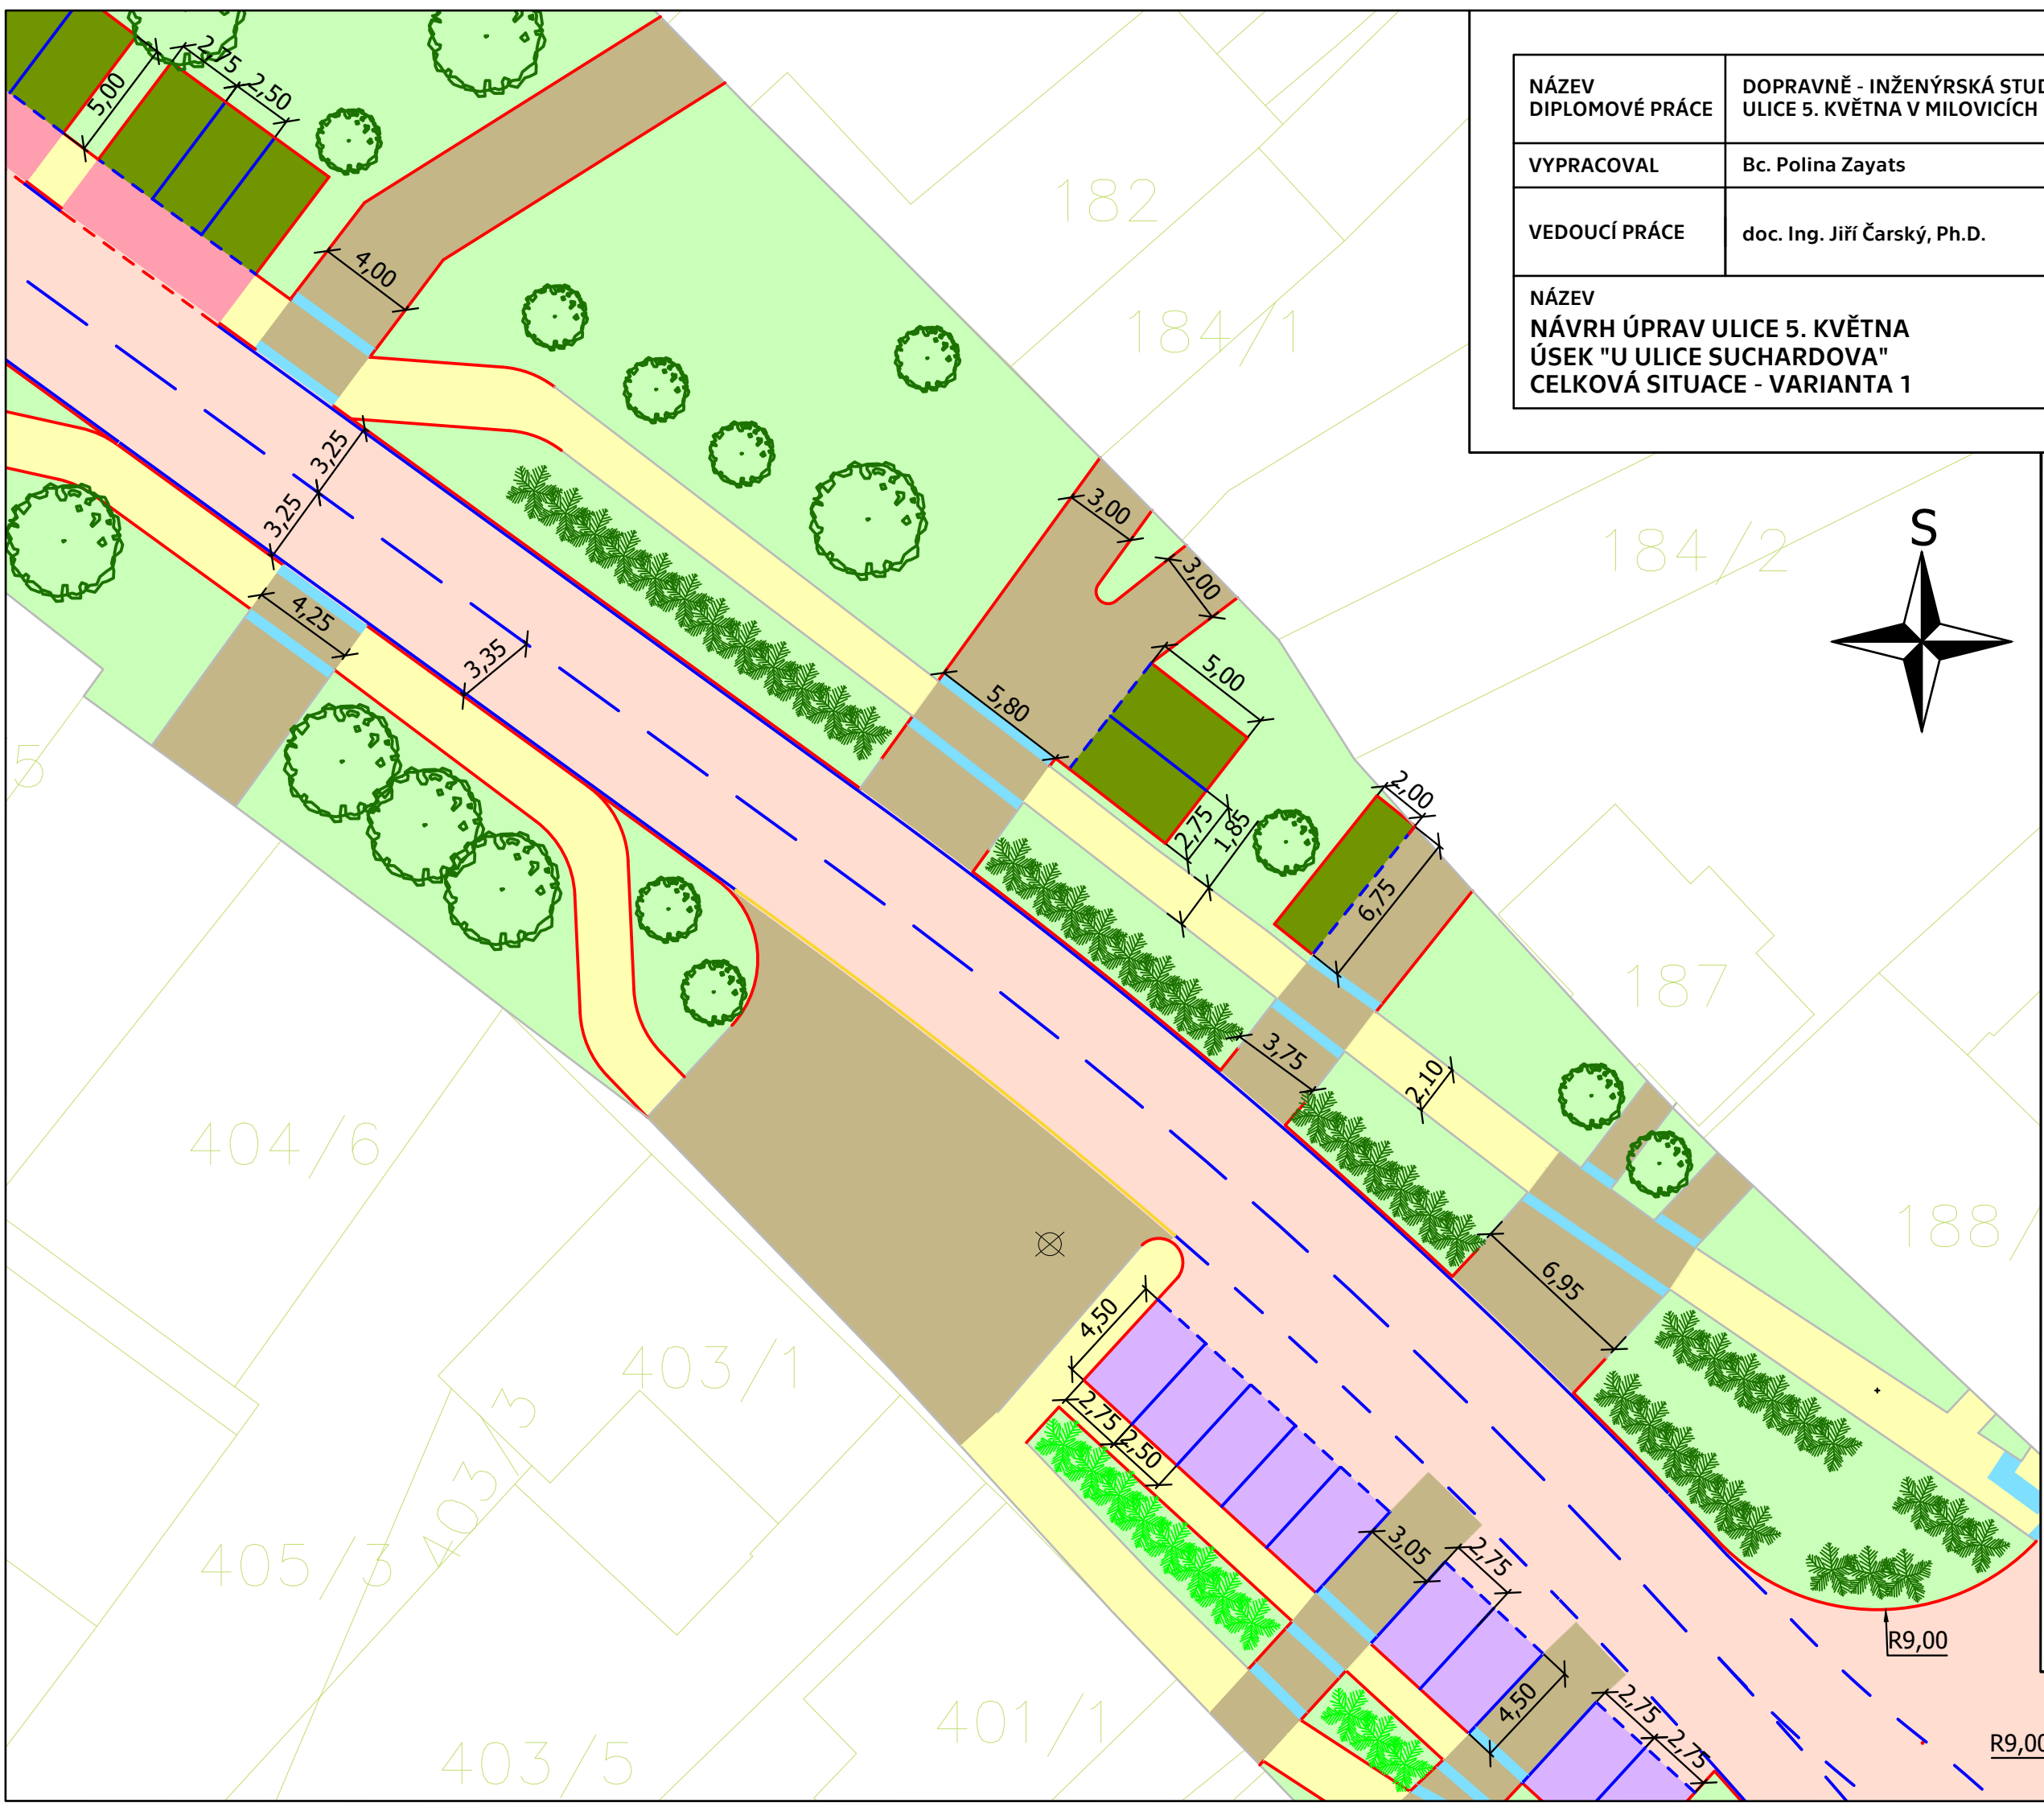 NÁZEV
DIPLOMOVÉ PRÁCE
DOPRAVNĚ - INŽENÝRSKÁ
ULICE 5. KVĚTNA V MILOVICÍCH
VYPRACOVAL
Bc. Polina Zayats
VEDOUCÍ PRÁCE
doc. Ing. Jiří Čarský, Ph.D.
NÁZEV
NÁVRH ÚPRAV ULICE 5. KVĚTNA
ÚSEK "U ULICE SUCHARDOVA"
CELKOVÁ SITUACE - VARIANTA 1
S
2,75
2,50
5,00
182
4,00
184/1
3,25
3,25
3,00
3,00
184/2
4,25
3,35
5,00
5,80
5
2,00
2,75
1,85
6,75
187
3,75
2,10
404/6
188/
6,95
4,50
403/1
2,75
2,50
403
3
405/3
3,05
2,75
R9,00
4,50
401/1
403/5
2,75
2,75
R9,00